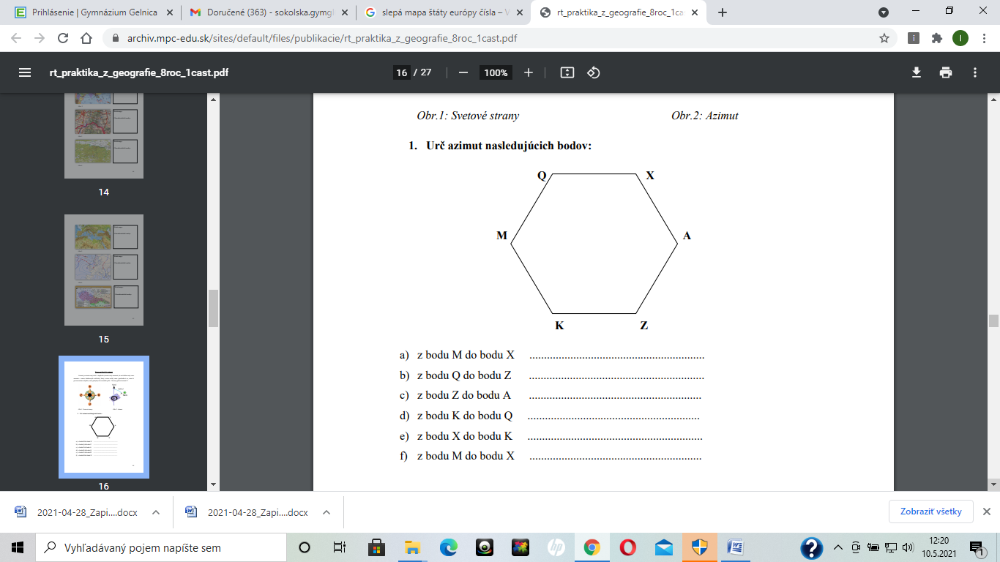 Prihlásenie | Gymnázium Gelnica
Doručené (363) - sokolska.gymg
slepá mapa štáty európy čísla – V
rt_praktika_z_geografie_8roc_1ca
archiv.mpc-edu.sk/sites/default/files/publikacie/rt_praktika_z_geografie_8roc_1cast.pdf
rt_praktika_z_geografie_8roc_1cast.pdf
16 / 27
100%
14
15
16
Obr.1: Svetové strany
Obr.2: Azimut
1. Urč azimut nasledujúcich bodov:
Q
X
M
A
K
Z
a) z bodu M do bodu X ............................................................
b) z bodu Q do bodu Z ............................................................
c) z bodu Z do bodu A ...........................................................
d) z bodu K do bodu Q ...........................................................
e) z bodu X do bodu K ............................................................
f) z bodu M do bodu X ...........................................................
2021-04-28_Zapi....docx
2021-04-28_Zapi....docx
Zobraziť všetky
Vyhľadávaný pojem napíšte sem
12:20
10.5.2021